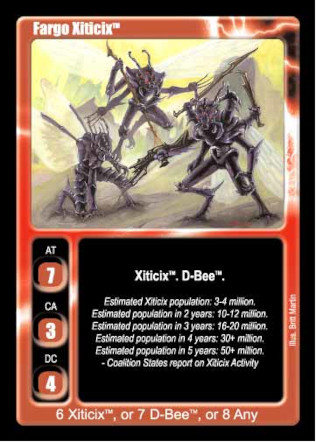 Fargo Xiticix™
AT
7
CA
3
DC
4
Xiticix™. D-Bee™.
Estimated Xiticix population: 3-4 million.
Estimated population in 2 years: 10-12 million.
Estimated population in 3 years: 16-20 million.
Estimated population in 4 years: 30+ million.
Estimated population in 5 years: 50+ million.
- Coalition States report on Xiticix Activity
Illus. Britt Martin
6 Xiticix™, or 7 D-Bee™, or 8 Any